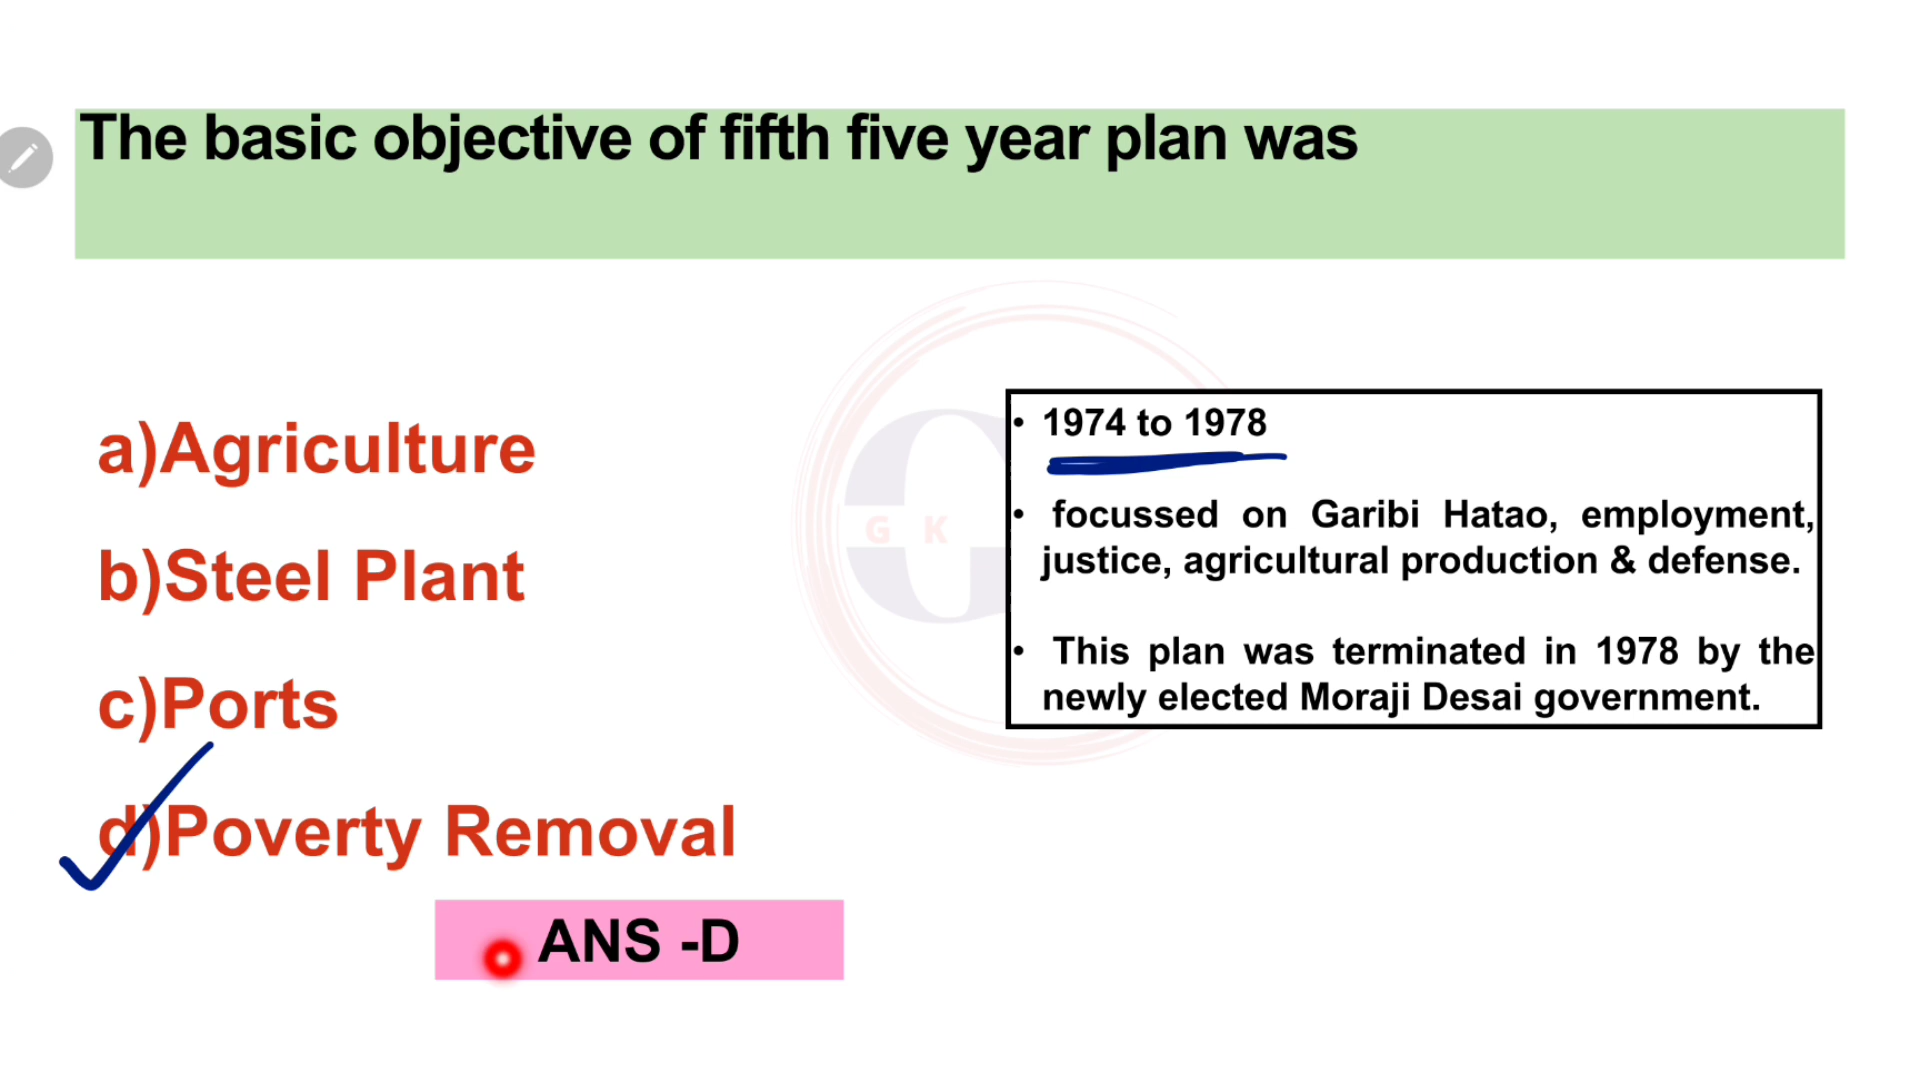 The basic objective of fifth five year plan was
a)Agriculture
b)Steel Plant
c)Ports
d)Poverty Removal
ANS -D
• 1974 to 1978
• focussed on Garibi Hatao, employment,
justice, agricultural production & defense.
• This plan was terminated in 1978 by the
newly elected Moraji Desai government.
G K